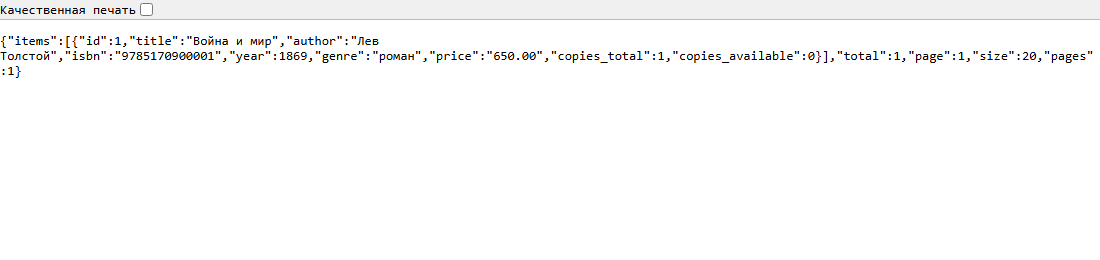 Качественная печать
{"items":[{"id":1,"title":"Война и мир","author":"Лев
Толстой","isbn":"9785170900001","year":1869,"genre":"роман","price":"650.00","copies_total":1,"copies_available":0}],"total":1,"page":1,"size":20,"pages"
:1}